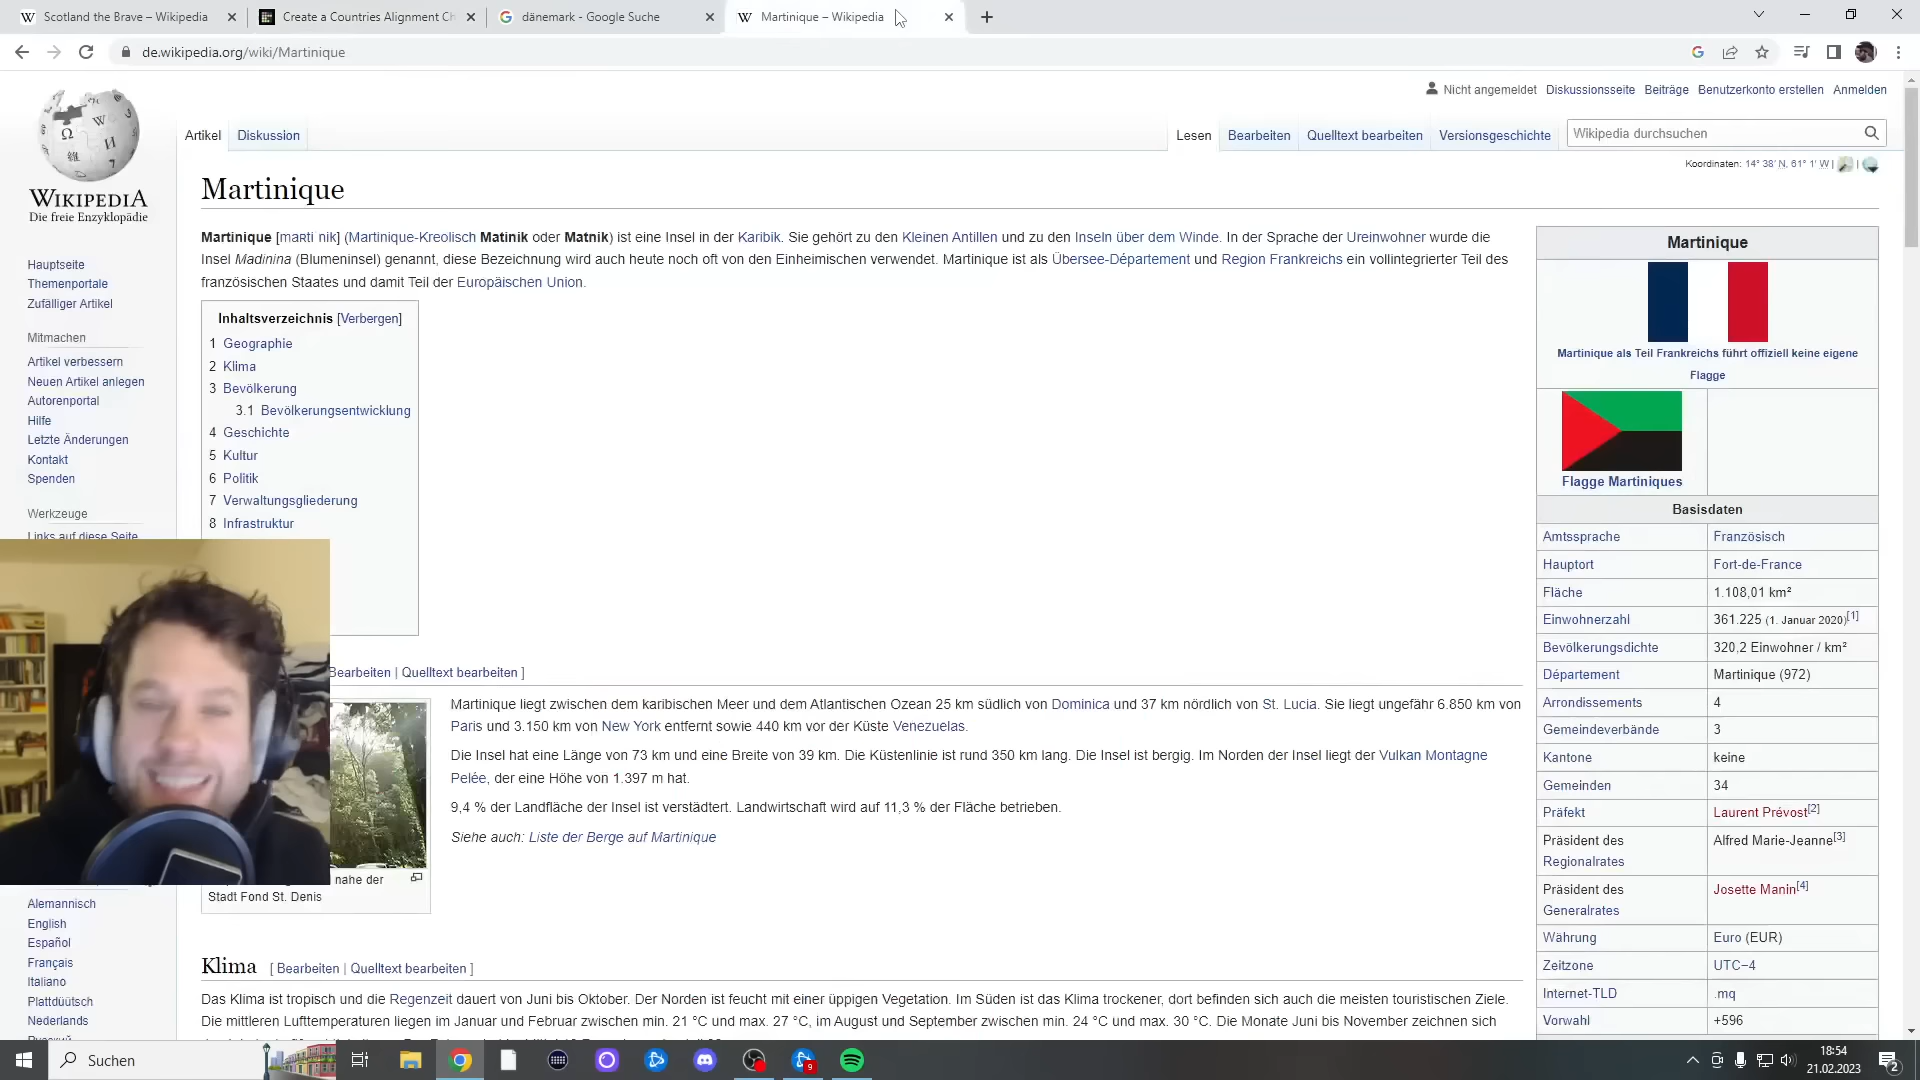 Scotland the Brave – Wikipedia
Create a Countries Alignment Ch
dänemark - Google Suche
Martinique – Wikipedia
de.wikipedia.org/wiki/Martinique
Nicht angemeldet Diskussionsseite Beiträge Benutzerkonto erstellen Anmelden
Artikel Diskussion
Lesen Bearbeiten Quelltext bearbeiten Versionsgeschichte
Wikipedia durchsuchen
WIKIPEDIA
Die freie Enzyklopädie
Koordinaten: 14° 38′ N, 61° 1′ W
Hauptseite
Themenportale
Zufälliger Artikel
Mitmachen
Artikel verbessern
Neuen Artikel anlegen
Autorenportal
Hilfe
Letzte Änderungen
Kontakt
Spenden
Werkzeuge
Links auf diese Seite
Alemannisch
English
Español
Français
Italiano
Plattdüütsch
Nederlands
Martinique
Martinique [maʀti nik] (Martinique-Kreolisch Matinik oder Matnik) ist eine Insel in der Karibik. Sie gehört zu den Kleinen Antillen und zu den Inseln über dem Winde. In der Sprache der Ureinwohner wurde die
Insel Madinina (Blumeninsel) genannt, diese Bezeichnung wird auch heute noch oft von den Einheimischen verwendet. Martinique ist als Übersee-Département und Region Frankreichs ein vollintegrierter Teil des
französischen Staates und damit Teil der Europäischen Union.
Inhaltsverzeichnis [Verbergen]
1 Geographie
2 Klima
3 Bevölkerung
3.1 Bevölkerungsentwicklung
4 Geschichte
5 Kultur
6 Politik
7 Verwaltungsgliederung
8 Infrastruktur
Bearbeiten | Quelltext bearbeiten ]
Martinique liegt zwischen dem karibischen Meer und dem Atlantischen Ozean 25 km südlich von Dominica und 37 km nördlich von St. Lucia. Sie liegt ungefähr 6.850 km von
Paris und 3.150 km von New York entfernt sowie 440 km vor der Küste Venezuelas.
Die Insel hat eine Länge von 73 km und eine Breite von 39 km. Die Küstenlinie ist rund 350 km lang. Die Insel ist bergig. Im Norden der Insel liegt der Vulkan Montagne
Pelée, der eine Höhe von 1.397 m hat.
9,4 % der Landfläche der Insel ist verstädtert. Landwirtschaft wird auf 11,3 % der Fläche betrieben.
Siehe auch: Liste der Berge auf Martinique
nahe der
Stadt Fond St. Denis
Klima [ Bearbeiten | Quelltext bearbeiten ]
Das Klima ist tropisch und die Regenzeit dauert von Juni bis Oktober. Der Norden ist feucht mit einer üppigen Vegetation. Im Süden ist das Klima trockener, dort befinden sich auch die meisten touristischen Ziele.
Die mittleren Lufttemperaturen liegen im Januar und Februar zwischen min. 21 °C und max. 27 °C, im August und September zwischen min. 24 °C und max. 30 °C. Die Monate Juni bis November zeichnen sich
Martinique
Martinique als Teil Frankreichs führt offiziell keine eigene
Flagge
Flagge Martiniques
Basisdaten
Amtssprache Französisch
Hauptort Fort-de-France
Fläche 1.108,01 km²
Einwohnerzahl 361.225 (1. Januar 2020)[1]
Bevölkerungsdichte 320,2 Einwohner / km²
Département Martinique (972)
Arrondissements 4
Gemeindeverbände 3
Kantone keine
Gemeinden 34
Präfekt Laurent Prévost[2]
Präsident des Alfred Marie-Jeanne[3]
Regionalrates
Präsident des Josette Manin[4]
Generalrates
Währung Euro (EUR)
Zeitzone UTC−4
Internet-TLD .mq
Vorwahl +596
Suchen
9
18:54
21.02.2023
2